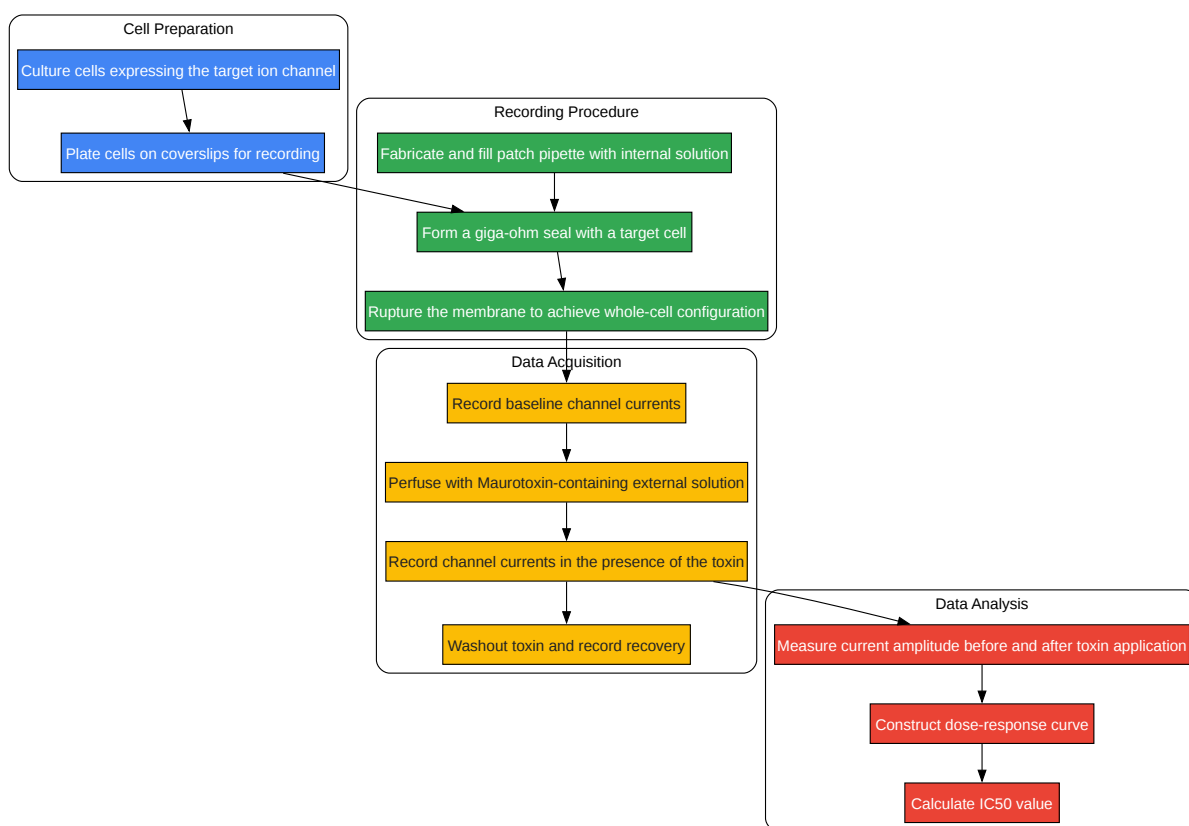 Cell Preparation
Culture cells expressing the target ion channel
Plate cells on coverslips for recording
Recording Procedure
Fabricate and fill patch pipette with internal solution
Form a giga-ohm seal with a target cell
Rupture the membrane to achieve whole-cell configuration
Data Acquisition
Record baseline channel currents
Perfuse with Maurotoxin-containing external solution
Record channel currents in the presence of the toxin
Washout toxin and record recovery
Data Analysis
Measure current amplitude before and after toxin application
Construct dose-response curve
Calculate IC50 value